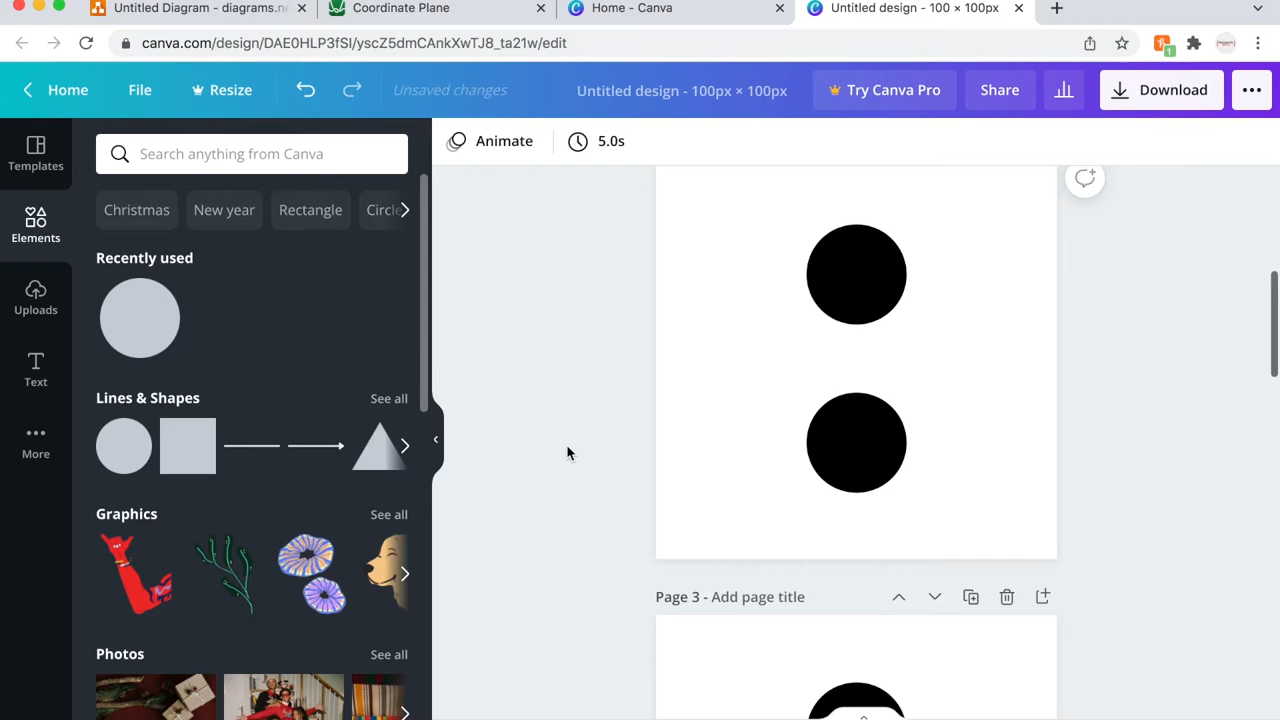 Untitled Diagram - diagrams.ne
Coordinate Plane
Home - Canva
Untitled design - 100 × 100px
canva.com/design/DAE0HLP3fSI/yscZ5dmCAnkXwTJ8_ta21w/edit
1
Home
File
Resize
Unsaved changes
Untitled design - 100px × 100px
Try Canva Pro
Share
Download
Templates
Elements
Uploads
Text
More
Search anything from Canva
Christmas
New year
Rectangle
Circle
Recently used
Lines & Shapes
See all
Graphics
See all
Photos
See all
Animate
5.0s
Page 3 - Add page title